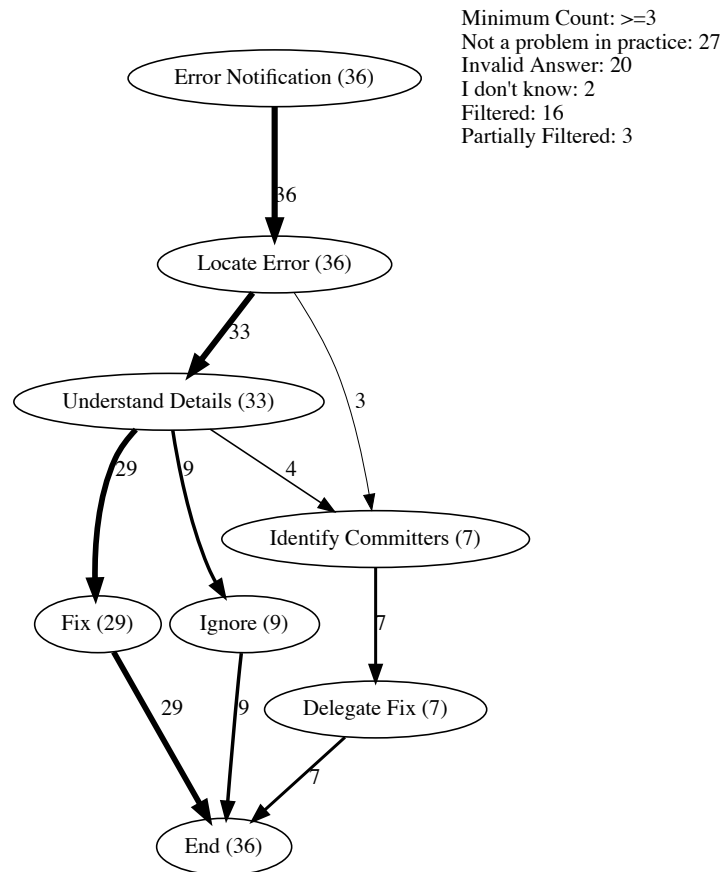 Minimum Count: >=3
Not a problem in practice: 27
Invalid Answer: 20
I don't know: 2
Filtered: 16
Partially Filtered: 3
Error Notification (36)
36
Locate Error (36)
33
3
Understand Details (33)
29
9
4
Identify Committers (7)
7
Fix (29)
Ignore (9)
Delegate Fix (7)
29
9
7
End (36)